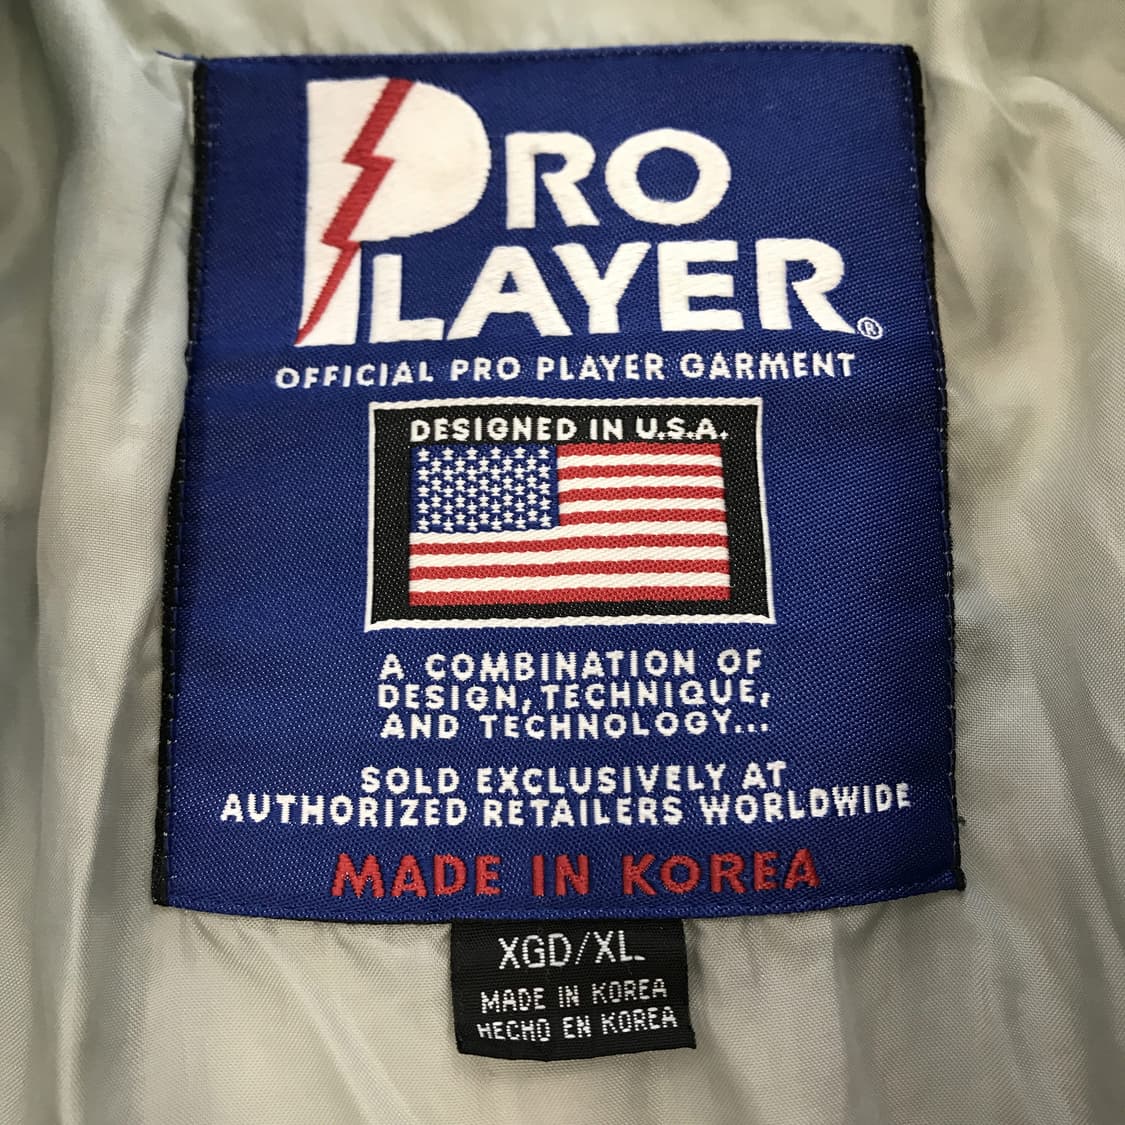 PRO
PLAYER®
OFFICIAL PRO PLAYER GARMENT
DESIGNED IN U.S.A.
A COMBINATION OF
DESIGN, TECHNIQUE,
AND TECHNOLOGY...
SOLD EXCLUSIVELY AT
AUTHORIZED RETAILERS WORLDWIDE
MADE IN KOREA
XGD/XL
MADE IN KOREA
HECHO EN KOREA